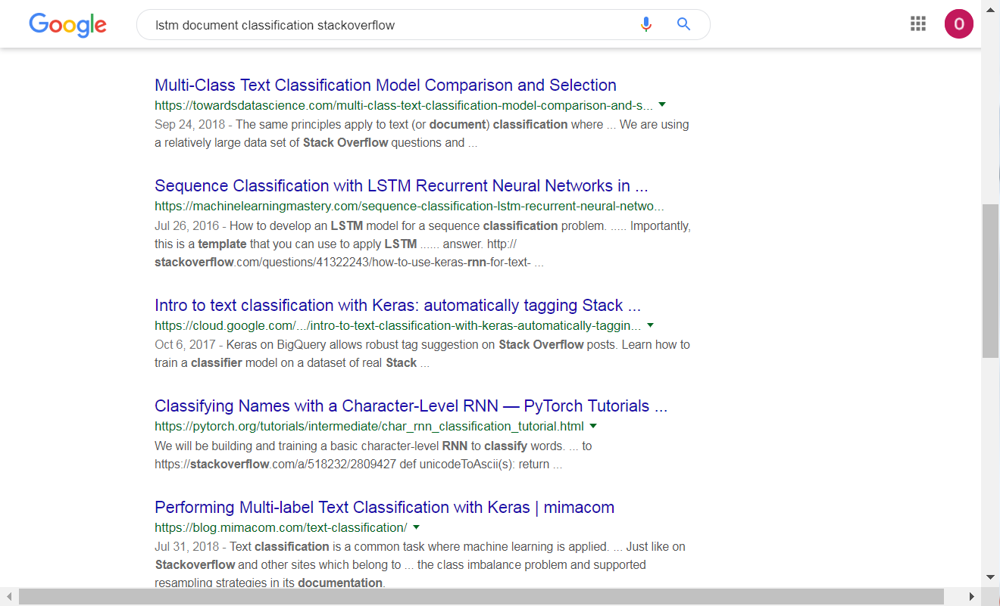 Google
lstm document classification stackoverflow
O
Multi-Class Text Classification Model Comparison and Selection
https://towardsdatascience.com/multi-class-text-classification-model-comparison-and-s...
Sep 24, 2018 - The same principles apply to text (or document) classification where ... We are using
a relatively large data set of Stack Overflow questions and ...
Sequence Classification with LSTM Recurrent Neural Networks in ...
https://machinelearningmastery.com/sequence-classification-lstm-recurrent-neural-netwo...
Jul 26, 2016 - How to develop an LSTM model for a sequence classification problem. ..... Importantly,
this is a template that you can use to apply LSTM ...... answer. http://
stackoverflow.com/questions/41322243/how-to-use-keras-rnn-for-text- ...
Intro to text classification with Keras: automatically tagging Stack ...
https://cloud.google.com/.../intro-to-text-classification-with-keras-automatically-taggin...
Oct 6, 2017 - Keras on BigQuery allows robust tag suggestion on Stack Overflow posts. Learn how to
train a classifier model on a dataset of real Stack ...
Classifying Names with a Character-Level RNN — PyTorch Tutorials ...
https://pytorch.org/tutorials/intermediate/char_rnn_classification_tutorial.html
We will be building and training a basic character-level RNN to classify words. ... to
https://stackoverflow.com/a/518232/2809427 def unicodeToAscii(s): return ...
Performing Multi-label Text Classification with Keras | mimacom
https://blog.mimacom.com/text-classification/
Jul 31, 2018 - Text classification is a common task where machine learning is applied. ... Just like on
Stackoverflow and other sites which belong to ... the class imbalance problem and supported
resampling strategies in its documentation.